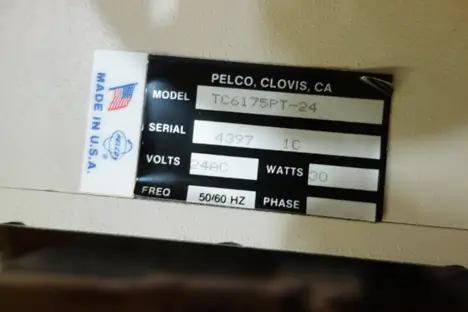 MADE IN U.S.A.
PELCO
®
PELCO, CLOVIS, CA
MODEL TC6175PT-24
SERIAL 4397 1C
VOLTS 24AC WATTS 30
FREQ 50/60 HZ PHASE